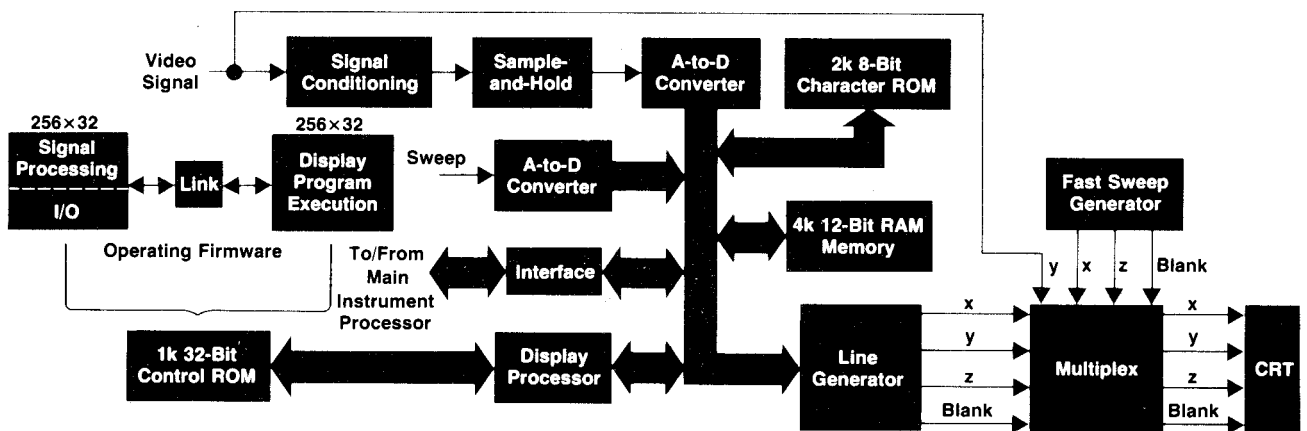 Video
Signal
Signal
Conditioning
Sample-
and-Hold
A-to-D
Converter
2k 8-Bit
Character ROM
256×32
Signal
Processing
I/O
Link
256×32
Display
Program
Execution
Sweep
A-to-D
Converter
Operating Firmware
To/From
Main
Instrument
Processor
Interface
4k 12-Bit RAM
Memory
Fast Sweep
Generator
y
x
z
Blank
1k 32-Bit
Control ROM
Display
Processor
Line
Generator
x
y
z
Blank
Multiplex
x
y
z
Blank
CRT